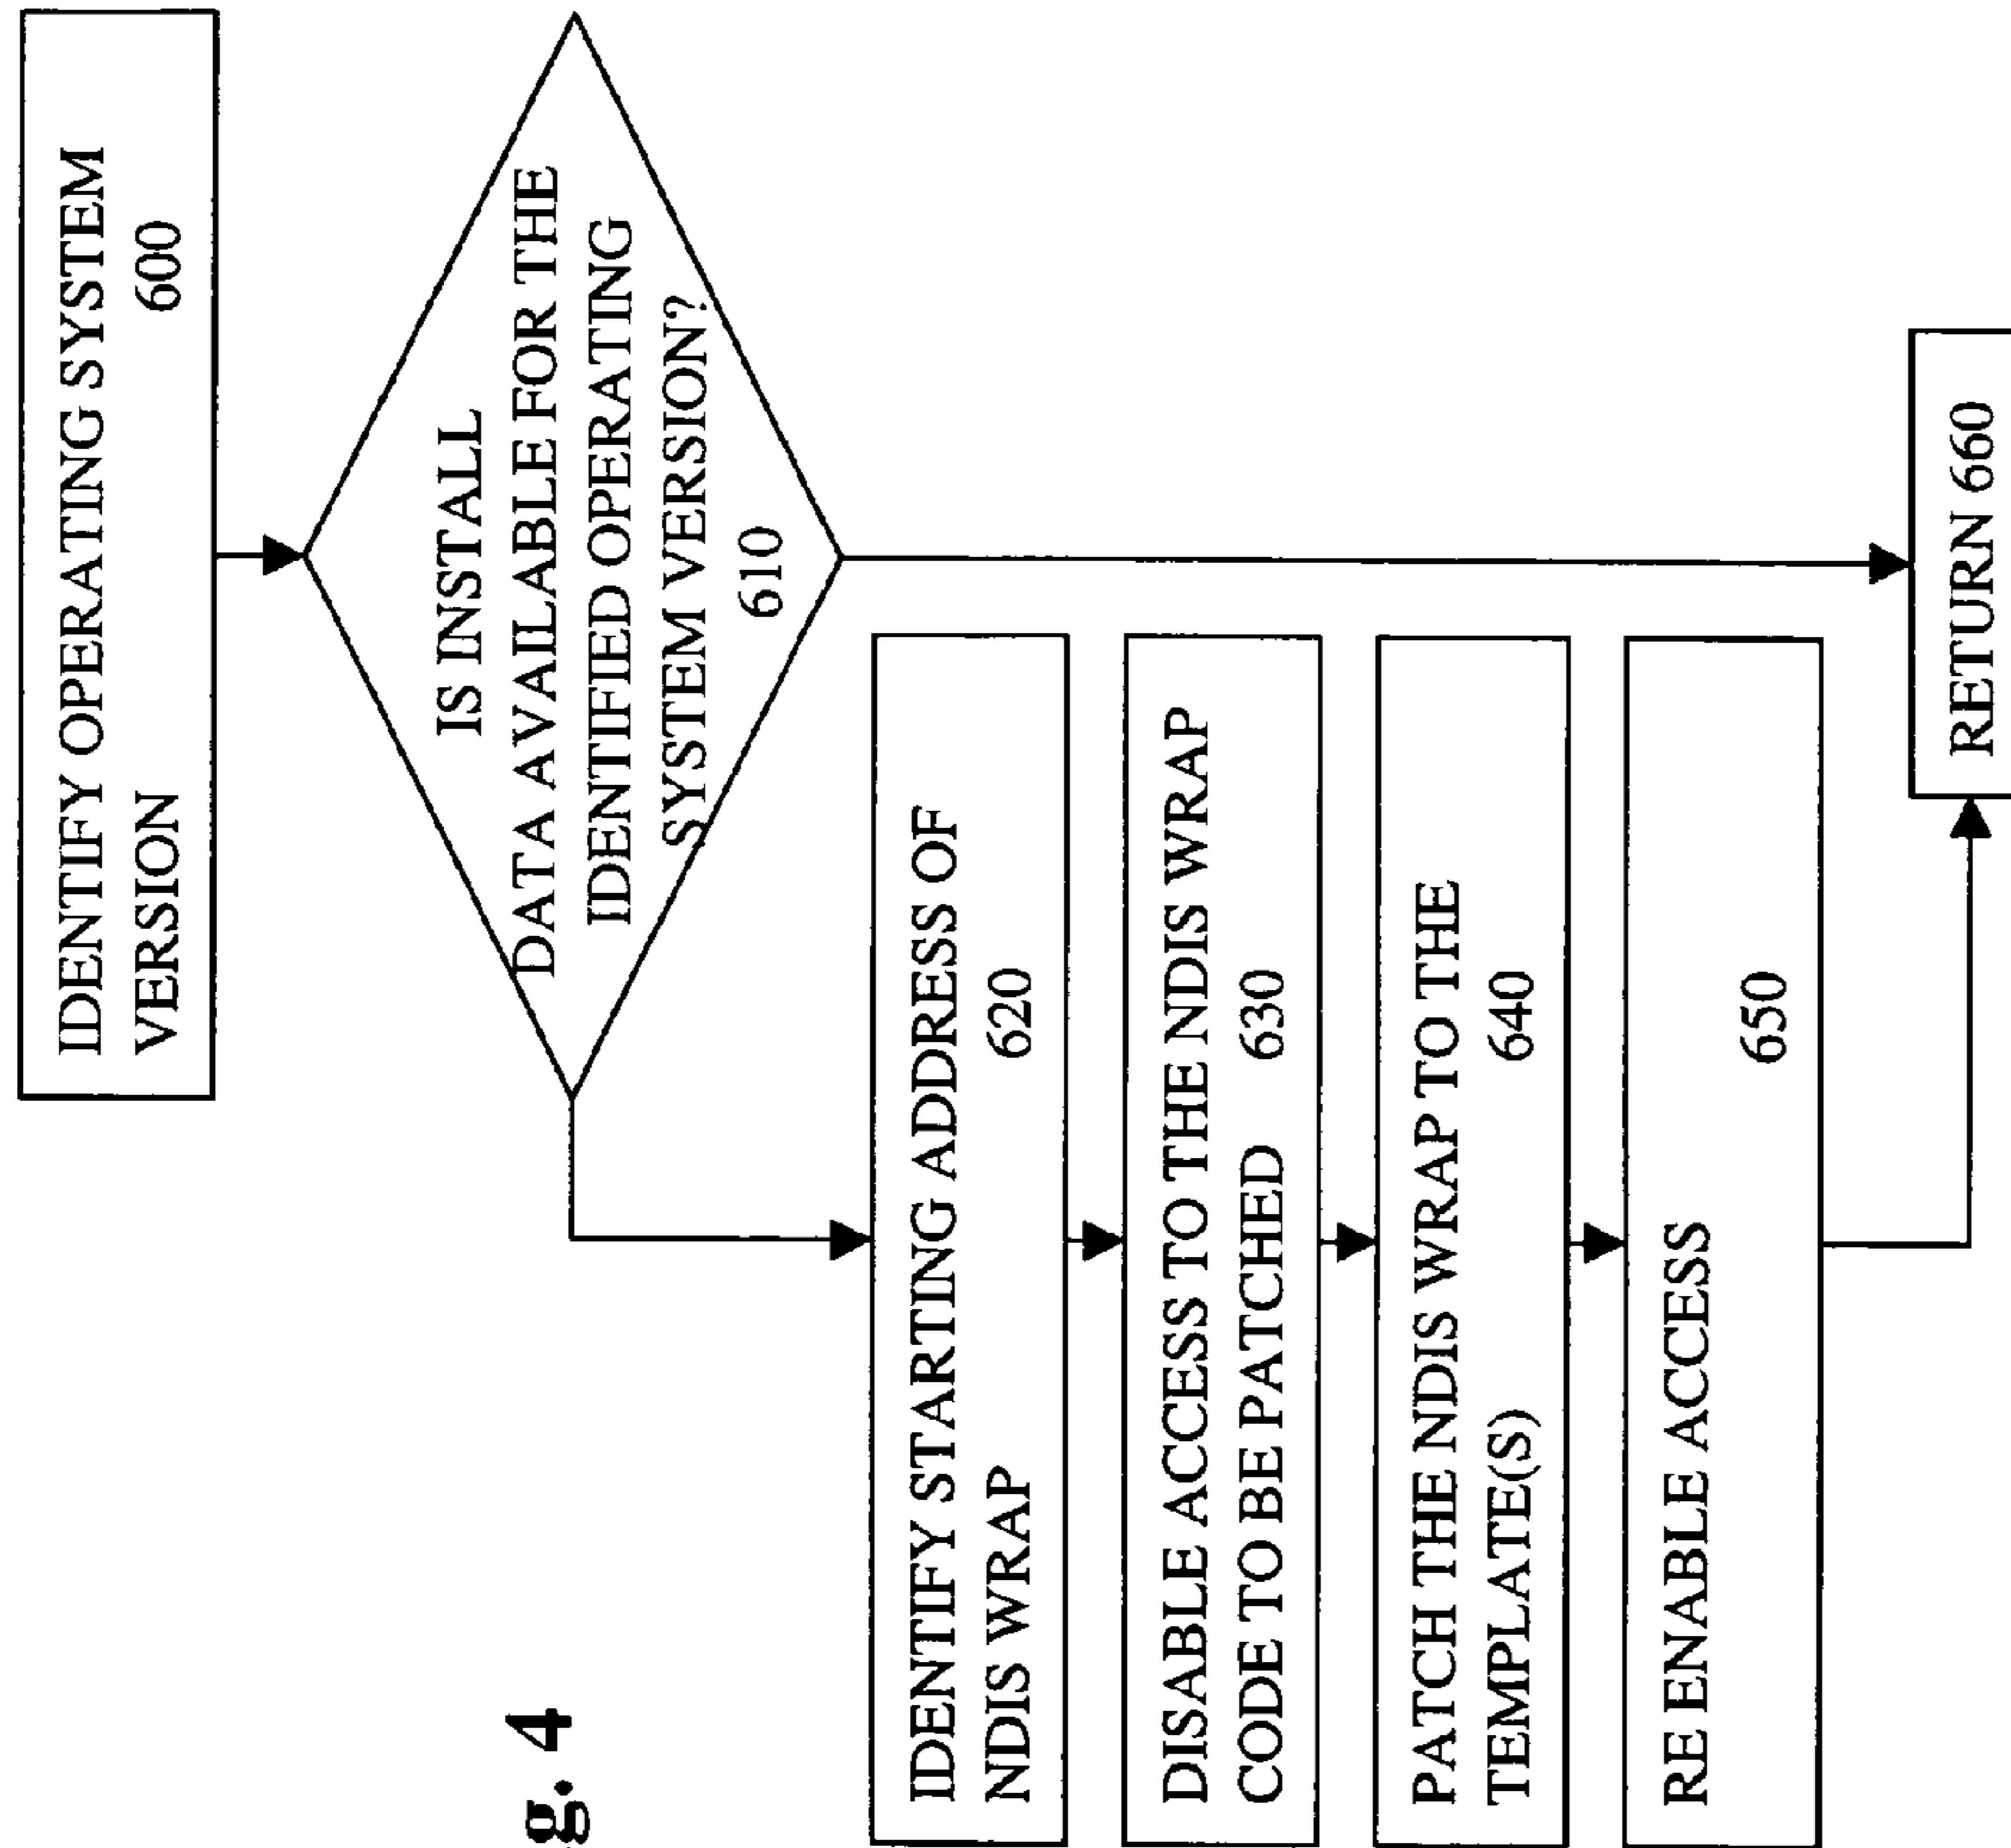 IDENTIFY OPERATING SYSTEM
VERSION 600
IS INSTALL
DATA AVAILABLE FOR THE
IDENTIFIED OPERATING
SYSTEM VERSION?
610
g. 4
IDENTIFY STARTING ADDRESS OF
NDIS WRAP 620
DISABLE ACCESS TO THE NDIS WRAP
CODE TO BE PATCHED 630
PATCH THE NDIS WRAP TO THE
TEMPLATE(S) 640
RE ENABLE ACCESS
650
RETURN 660